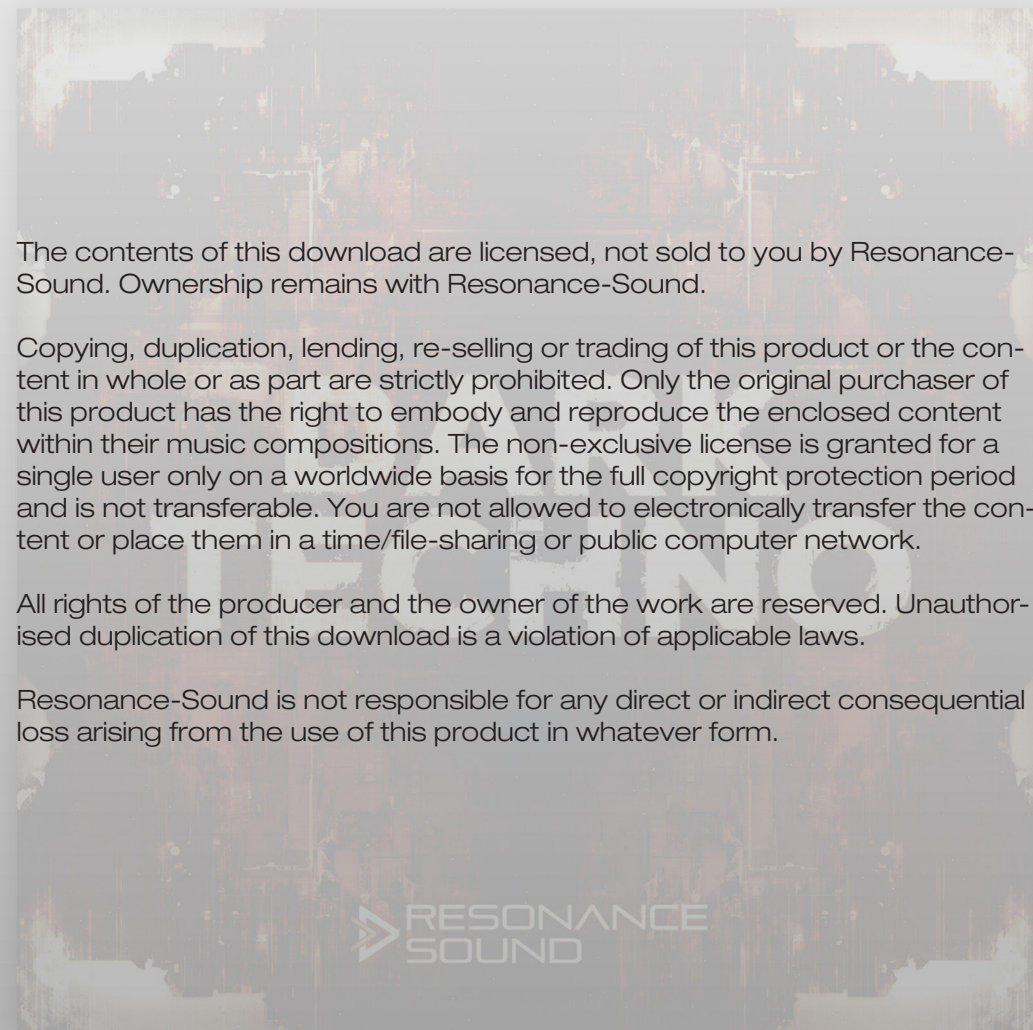 The contents of this download are licensed, not sold to you by Resonance-
Sound. Ownership remains with Resonance-Sound.
Copying, duplication, lending, re-selling or trading of this product or the con-
tent in whole or as part are strictly prohibited. Only the original purchaser of
this product has the right to embody and reproduce the enclosed content
within their music compositions. The non-exclusive license is granted for a
single user only on a worldwide basis for the full copyright protection period
and is not transferable. You are not allowed to electronically transfer the con-
tent or place them in a time/file-sharing or public computer network.
All rights of the producer and the owner of the work are reserved. Unauthor-
ised duplication of this download is a violation of applicable laws.
Resonance-Sound is not responsible for any direct or indirect consequential
loss arising from the use of this product in whatever form.
DARK
TECHNO
RESONANCE
SOUND